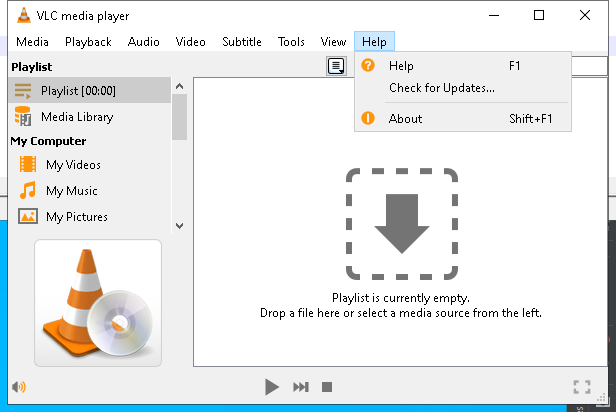 VLC media player
Media Playback Audio Video Subtitle Tools View Help
Playlist
Playlist [00:00]
Media Library
My Computer
My Videos
My Music
My Pictures
Help F1
Check for Updates...
About Shift+F1
Playlist is currently empty.
Drop a file here or select a media source from the left.